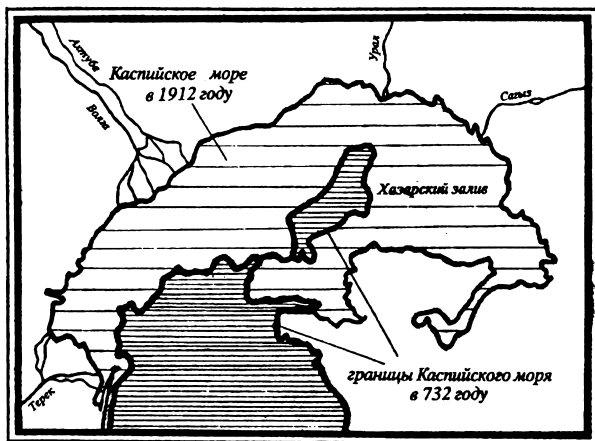 Ахтуба
Волга
Каспийское море
в 1912 году
Урал
Сагыз
Хазарский залив
границы Каспийского моря
в 732 году
Терек